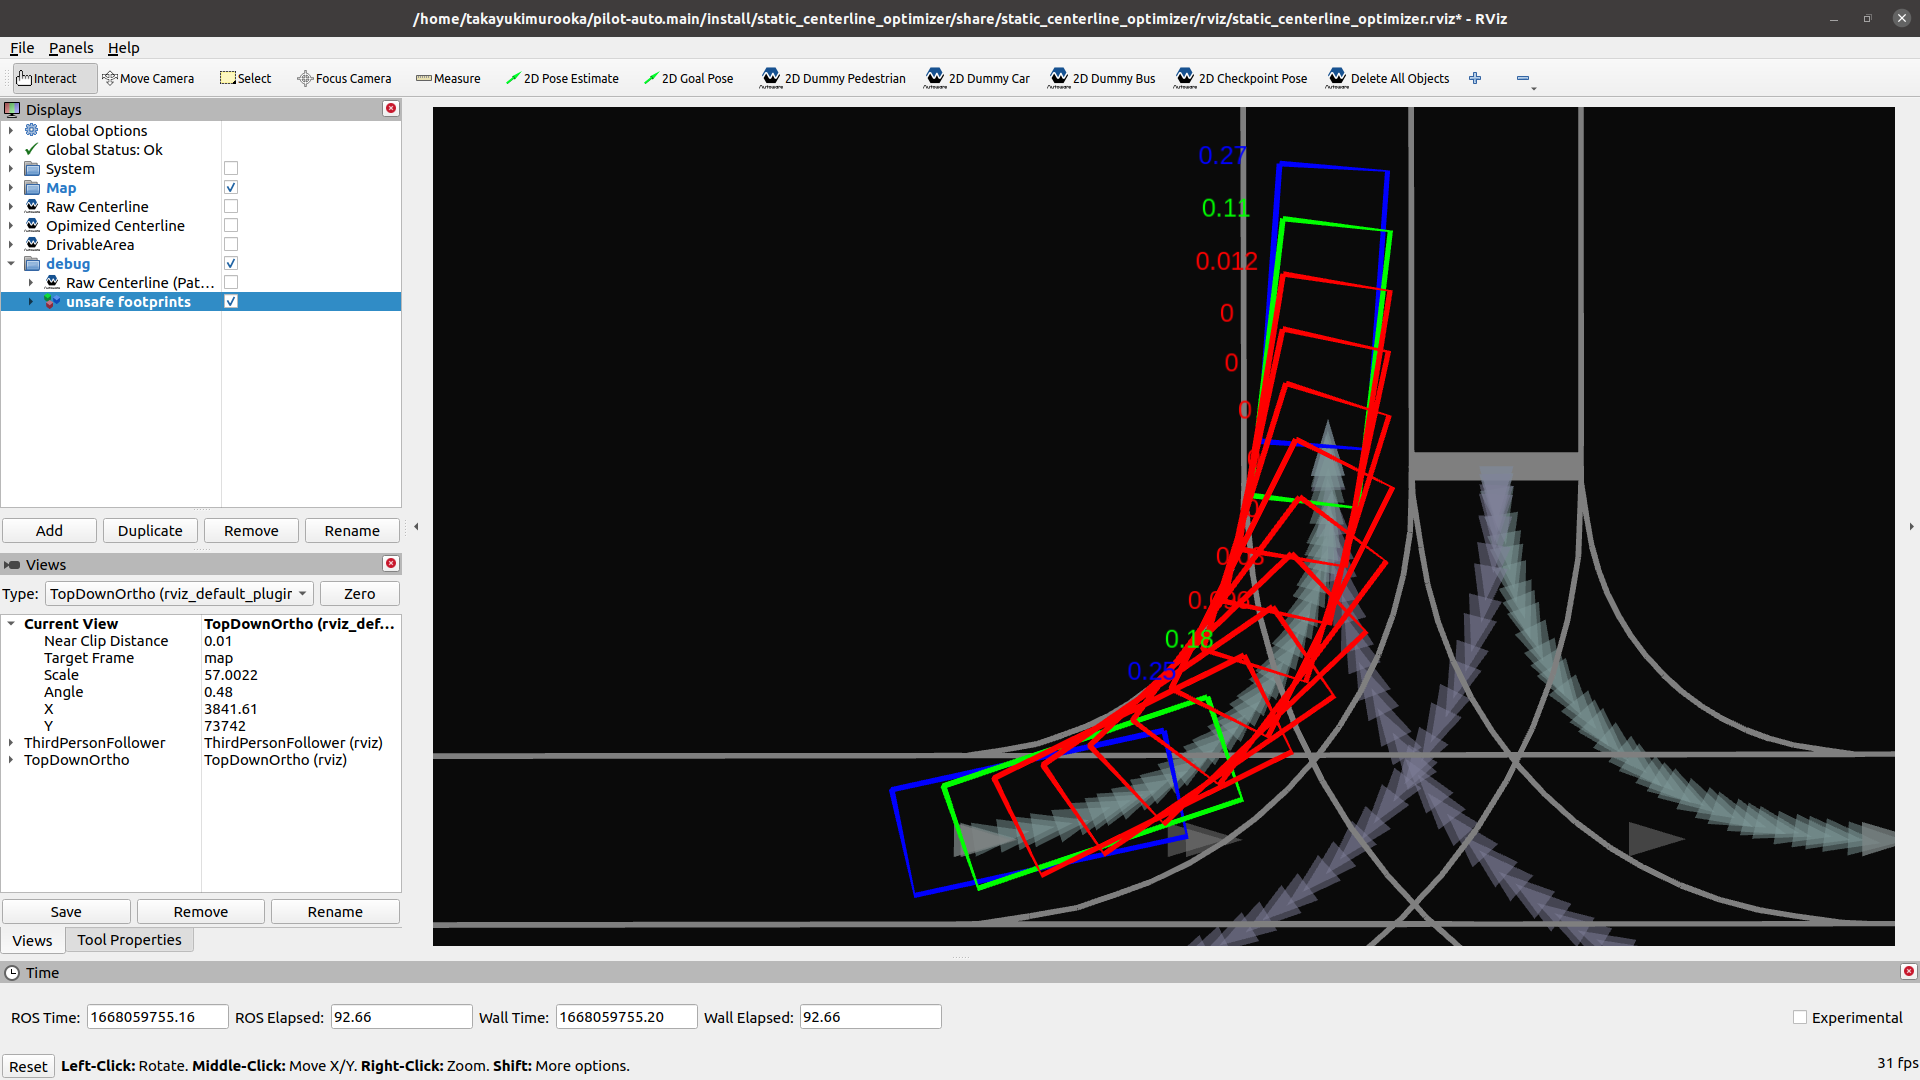 /home/takayukimurooka/pilot-auto.main/install/static_centerline_optimizer/share/static_centerline_optimizer/rviz/static_centerline_optimizer.rviz* - RViz
File Panels Help
Interact Move Camera Select Focus Camera Measure 2D Pose Estimate 2D Goal Pose 2D Dummy Pedestrian 2D Dummy Car 2D Dummy Bus 2D Checkpoint Pose Delete All Objects
Displays
Global Options
Global Status: Ok
System
Map
Raw Centerline
Opimized Centerline
DrivableArea
debug
Raw Centerline (Pat...
unsafe footprints
Add Duplicate Remove Rename
Views
Type: TopDownOrtho (rviz_default_plugir Zero
Current View TopDownOrtho (rviz_def...
Near Clip Distance 0.01
Target Frame map
Scale 57.0022
Angle 0.48
X 3841.61
Y 73742
ThirdPersonFollower ThirdPersonFollower (rviz)
TopDownOrtho TopDownOrtho (rviz)
Save Remove Rename
Views Tool Properties
0.27
0.11
0.012
0
0
0
0.18
0.25
Time
ROS Time: 1668059755.16 ROS Elapsed: 92.66 Wall Time: 1668059755.20 Wall Elapsed: 92.66 Experimental
Reset Left-Click: Rotate. Middle-Click: Move X/Y. Right-Click: Zoom. Shift: More options. 31 fps